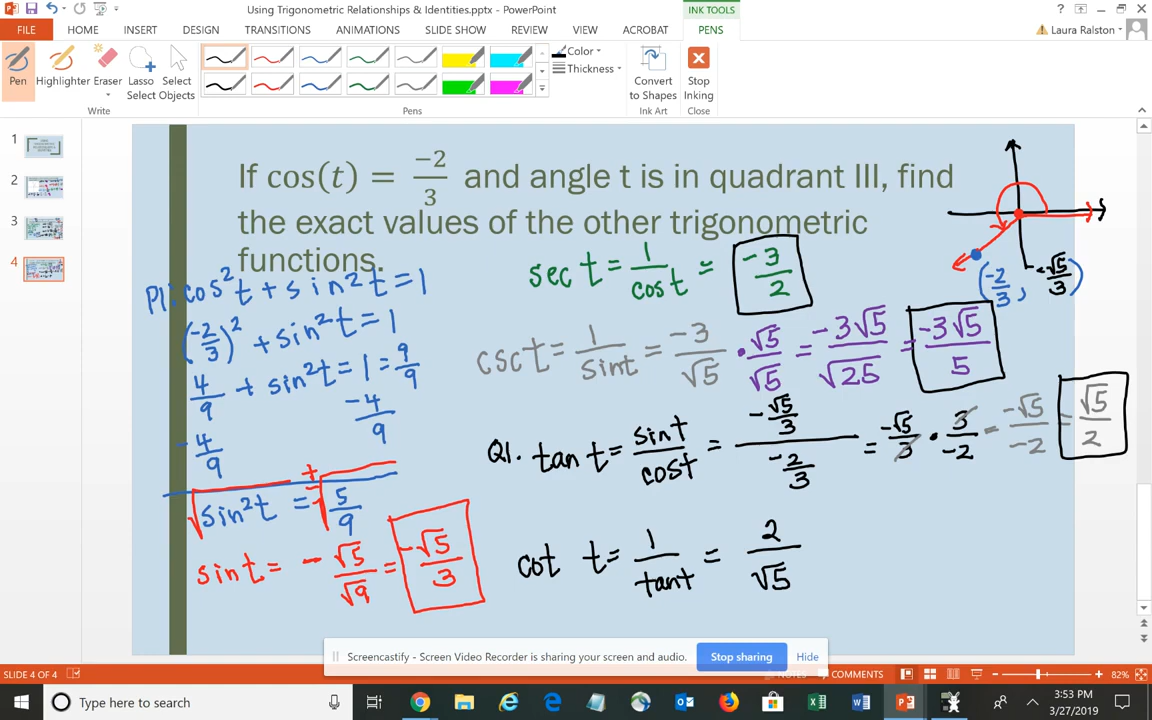 Using Trigonometric Relationships & Identities.pptx - PowerPoint
INK TOOLS
FILE HOME INSERT DESIGN TRANSITIONS ANIMATIONS SLIDE SHOW REVIEW VIEW ACROBAT PENS
Laura Ralston
Pen Highlighter Eraser Lasso Select Select Objects
Color
Thickness
Convert to Shapes
Stop Inking
Write Pens Ink Art Close
1
2
3
4
If cos(t) = -2/3 and angle t is in quadrant III, find
the exact values of the other trigonometric
functions.
PI: cos²t + sin²t = 1
(-2/3)² + sin²t = 1
4/9 + sin²t = 1 = 9/9
-4/9 -4/9
√sin²t = ±√5/9
sin t = -√5/√9 = -√5/3
(-2/3, -√5/3)
sec t = 1/cos t = -3/2
csc t = 1/sin t = -3/√5 • √5/√5 = -3√5/√25 = -3√5/5
QI. tan t = sin t/cos t = (-√5/3)/(-2/3) = -√5/3 • 3/-2 = -√5/-2 = √5/2
cot t = 1/tan t = 2/√5
Screencastify - Screen Video Recorder is sharing your screen and audio. Stop sharing Hide
SLIDE 4 OF 4 NOTES COMMENTS 82%
Type here to search
3:53 PM
3/27/2019